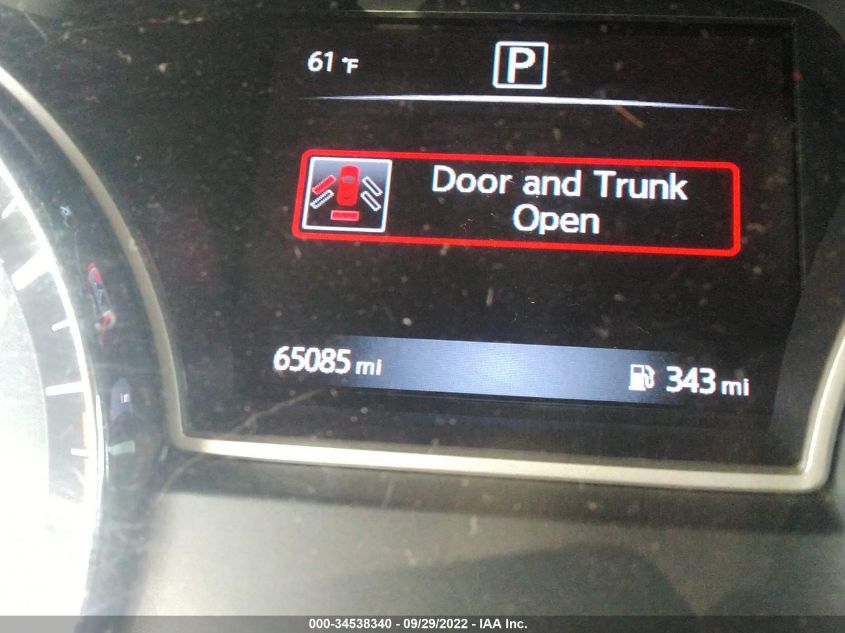 61 °F P
Door and Trunk
Open
65085 mi 343 mi
000-34538340 - 09/29/2022 - IAA Inc.